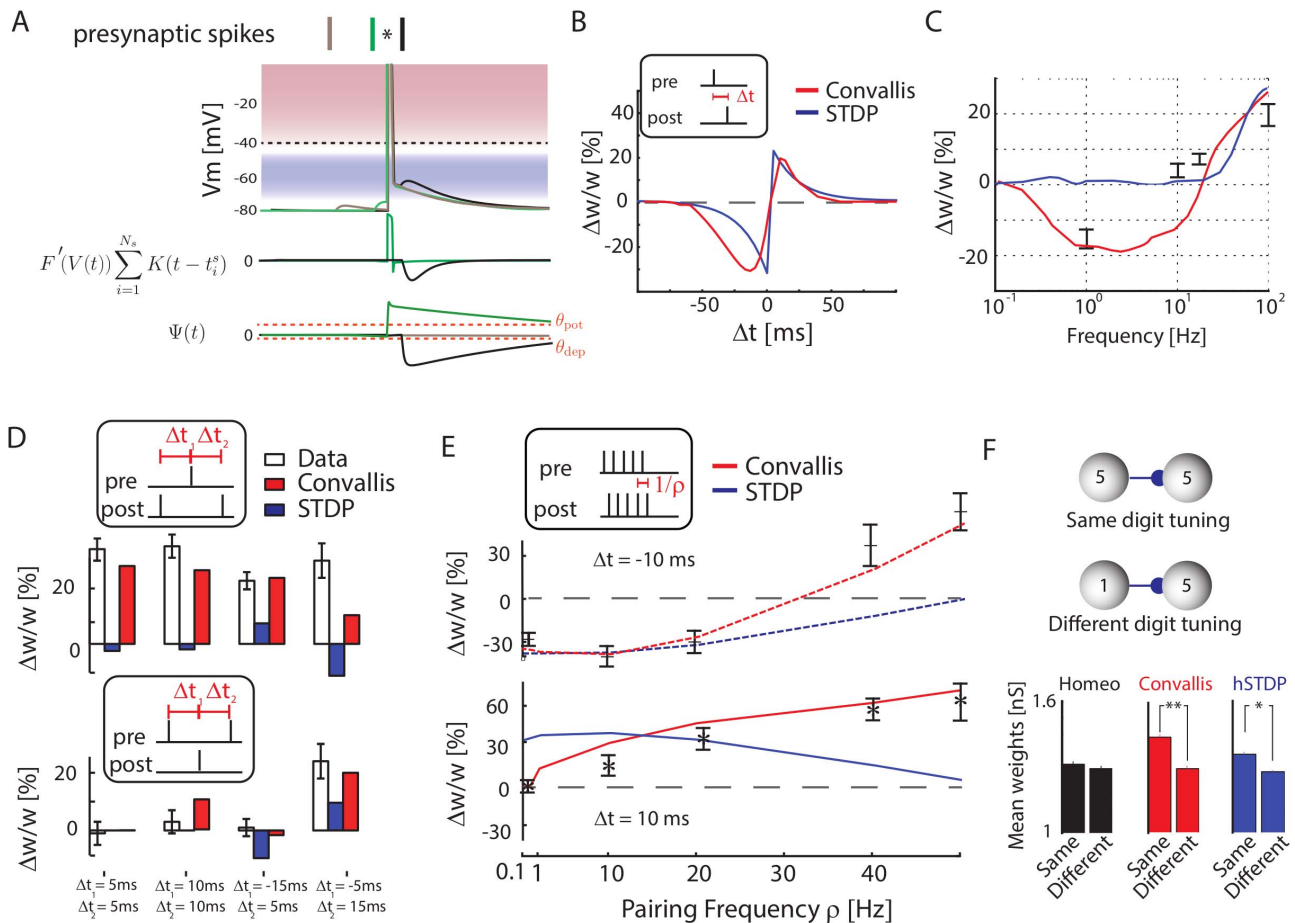 A
presynaptic spikes
*
Vm [mV]
-20
-40
-60
-80
F′(V(t)) ∑_{i=1}^{N_s} K(t − t_i^s)
0
Ψ(t)
0
θ_pot
θ_dep
B
pre
post
Δt
Convallis
STDP
Δw/w [%]
40
20
0
-20
-50
0
50
Δt [ms]
C
Δw/w [%]
20
0
-20
10^-1
10^0
10^1
10^2
Frequency [Hz]
D
Δt_1 Δt_2
pre
post
Data
Convallis
STDP
Δw/w [%]
20
0
Δt_1 Δt_2
pre
post
Δw/w [%]
20
0
Δt_1 = 5ms
Δt_2 = 5ms
Δt_1 = 10ms
Δt_2 = 10ms
Δt_1 = -15ms
Δt_2 = 5ms
Δt_1 = -5ms
Δt_2 = 15ms
E
pre
post
1/ρ
Convallis
STDP
Δw/w [%]
30
0
-30
Δt = -10 ms
Δw/w [%]
60
30
0
-30
Δt = 10 ms
0.1 1 10 20 30 40
Pairing Frequency ρ [Hz]
F
5 5
Same digit tuning
1 5
Different digit tuning
Homeo
Convallis
hSTDP
Mean weights [nS]
1.6
1
**
*
Same
Different
Same
Different
Same
Different